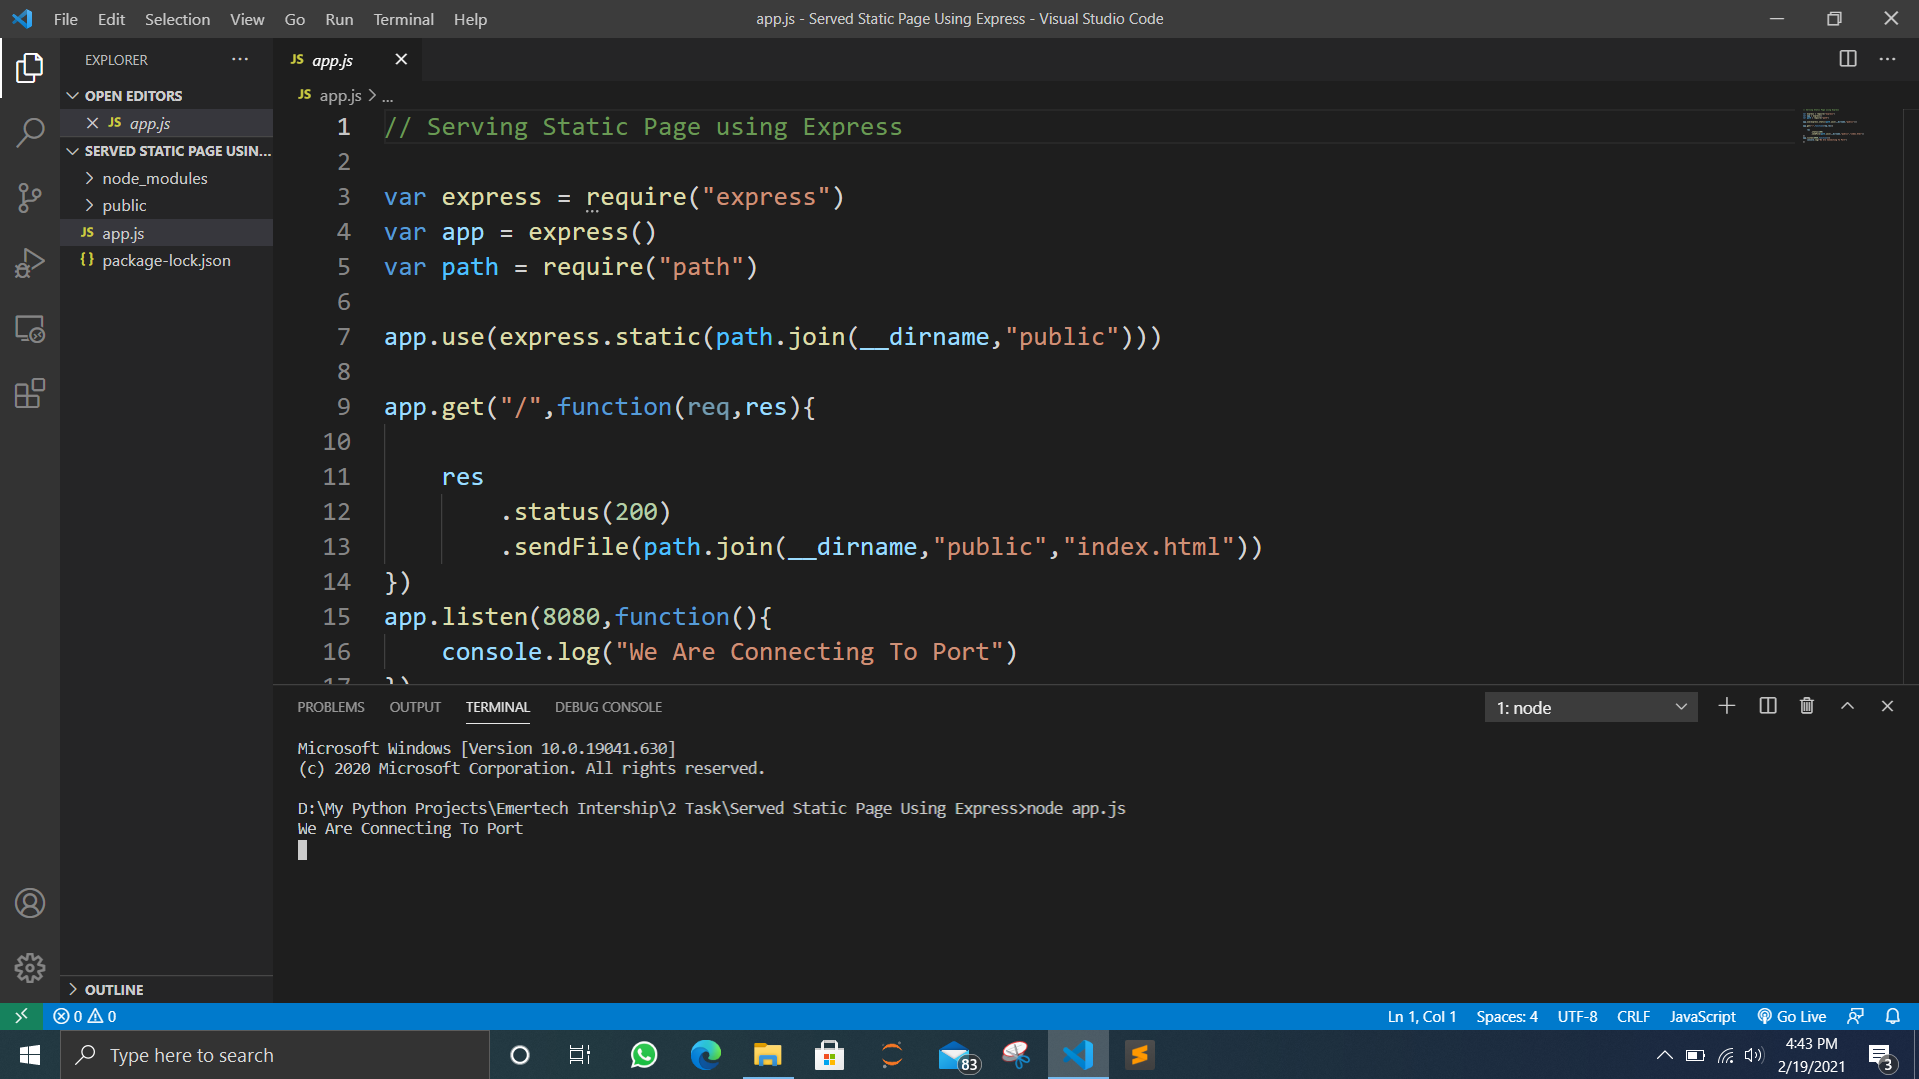 File Edit Selection View Go Run Terminal Help
app.js - Served Static Page Using Express - Visual Studio Code
EXPLORER
OPEN EDITORS
JS app.js
SERVED STATIC PAGE USIN...
node_modules
public
JS app.js
{} package-lock.json
OUTLINE
JS app.js
JS app.js > ...
1 // Serving Static Page using Express
2
3 var express = require("express")
4 var app = express()
5 var path = require("path")
6
7 app.use(express.static(path.join(__dirname,"public")))
8
9 app.get("/",function(req,res){
10
11 res
12 .status(200)
13 .sendFile(path.join(__dirname,"public","index.html"))
14 })
15 app.listen(8080,function(){
16 console.log("We Are Connecting To Port")
17 })
PROBLEMS OUTPUT TERMINAL DEBUG CONSOLE
1: node
Microsoft Windows [Version 10.0.19041.630]
(c) 2020 Microsoft Corporation. All rights reserved.
D:\My Python Projects\Emertech Intership\2 Task\Served Static Page Using Express>node app.js
We Are Connecting To Port
0 0
Ln 1, Col 1 Spaces: 4 UTF-8 CRLF JavaScript Go Live
Type here to search
83
4:43 PM
2/19/2021
3